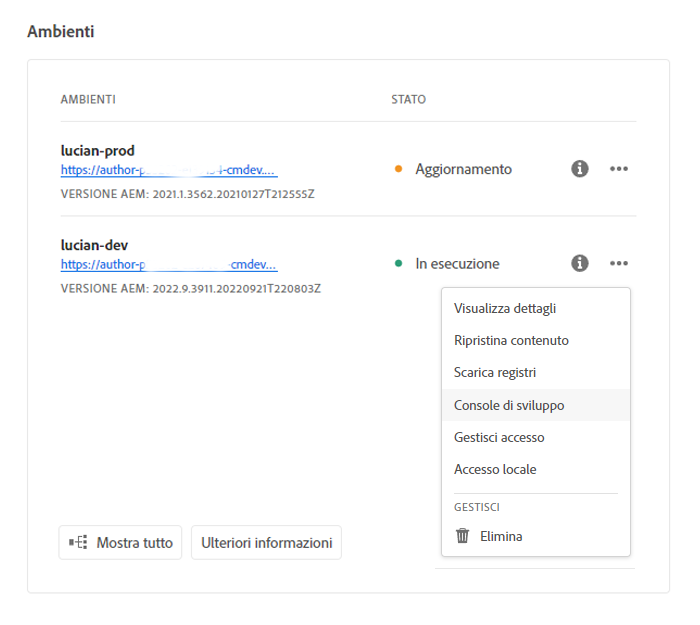 Ambienti
AMBIENTI STATO
lucian-prod
https://author-p 4-cmdev.... Aggiornamento
VERSIONE AEM: 2021.1.3562.20210127T212555Z
lucian-dev
https://author-p cmdev... In esecuzione
VERSIONE AEM: 2022.9.3911.20220921T220803Z
Visualizza dettagli
Ripristina contenuto
Scarica registri
Console di sviluppo
Gestisci accesso
Accesso locale
GESTISCI
Elimina
Mostra tutto Ulteriori informazioni